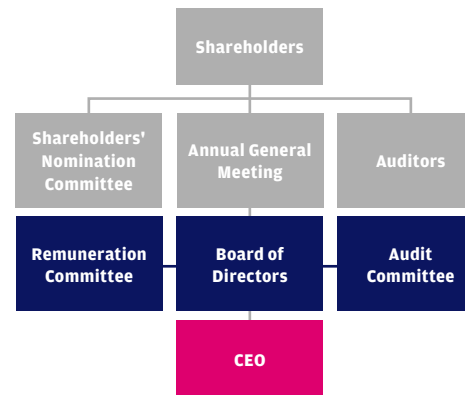 Shareholders
Shareholders’
Nomination
Committee
Annual General
Meeting
Auditors
Remuneration
Committee
Board of
Directors
Audit
Committee
CEO